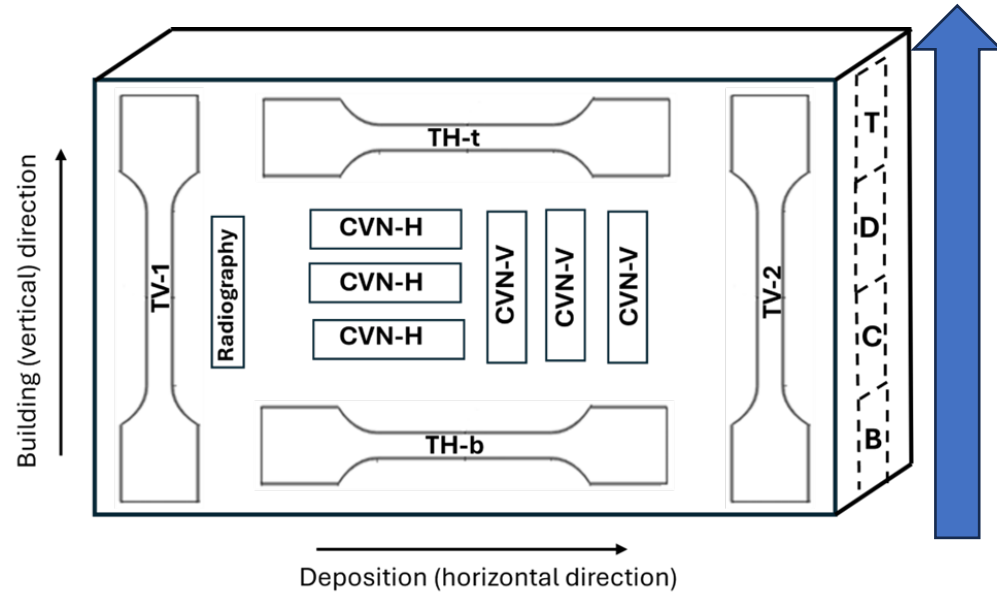 TH-t
T
Building (vertical) direction
TV-1
Radiography
CVN-H
CVN-H
CVN-H
CVN-V
CVN-V
CVN-V
TV-2
D
C
B
TH-b
Deposition (horizontal direction)